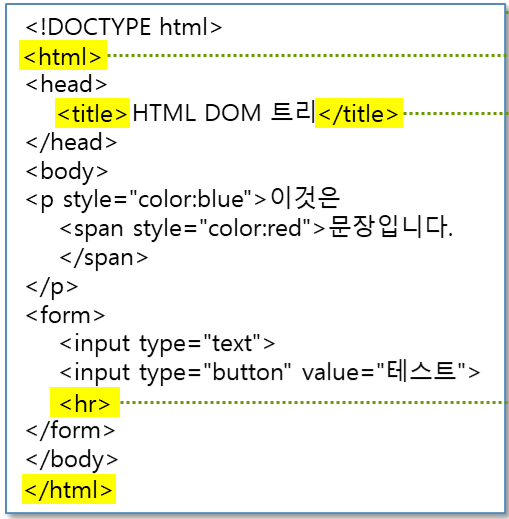 <!DOCTYPE html>
<html>
<head>
<title>HTML DOM 트리</title>
</head>
<body>
<p style="color:blue">이것은
<span style="color:red">문장입니다.
</span>
</p>
<form>
<input type="text">
<input type="button" value="테스트">
<hr>
</form>
</body>
</html>